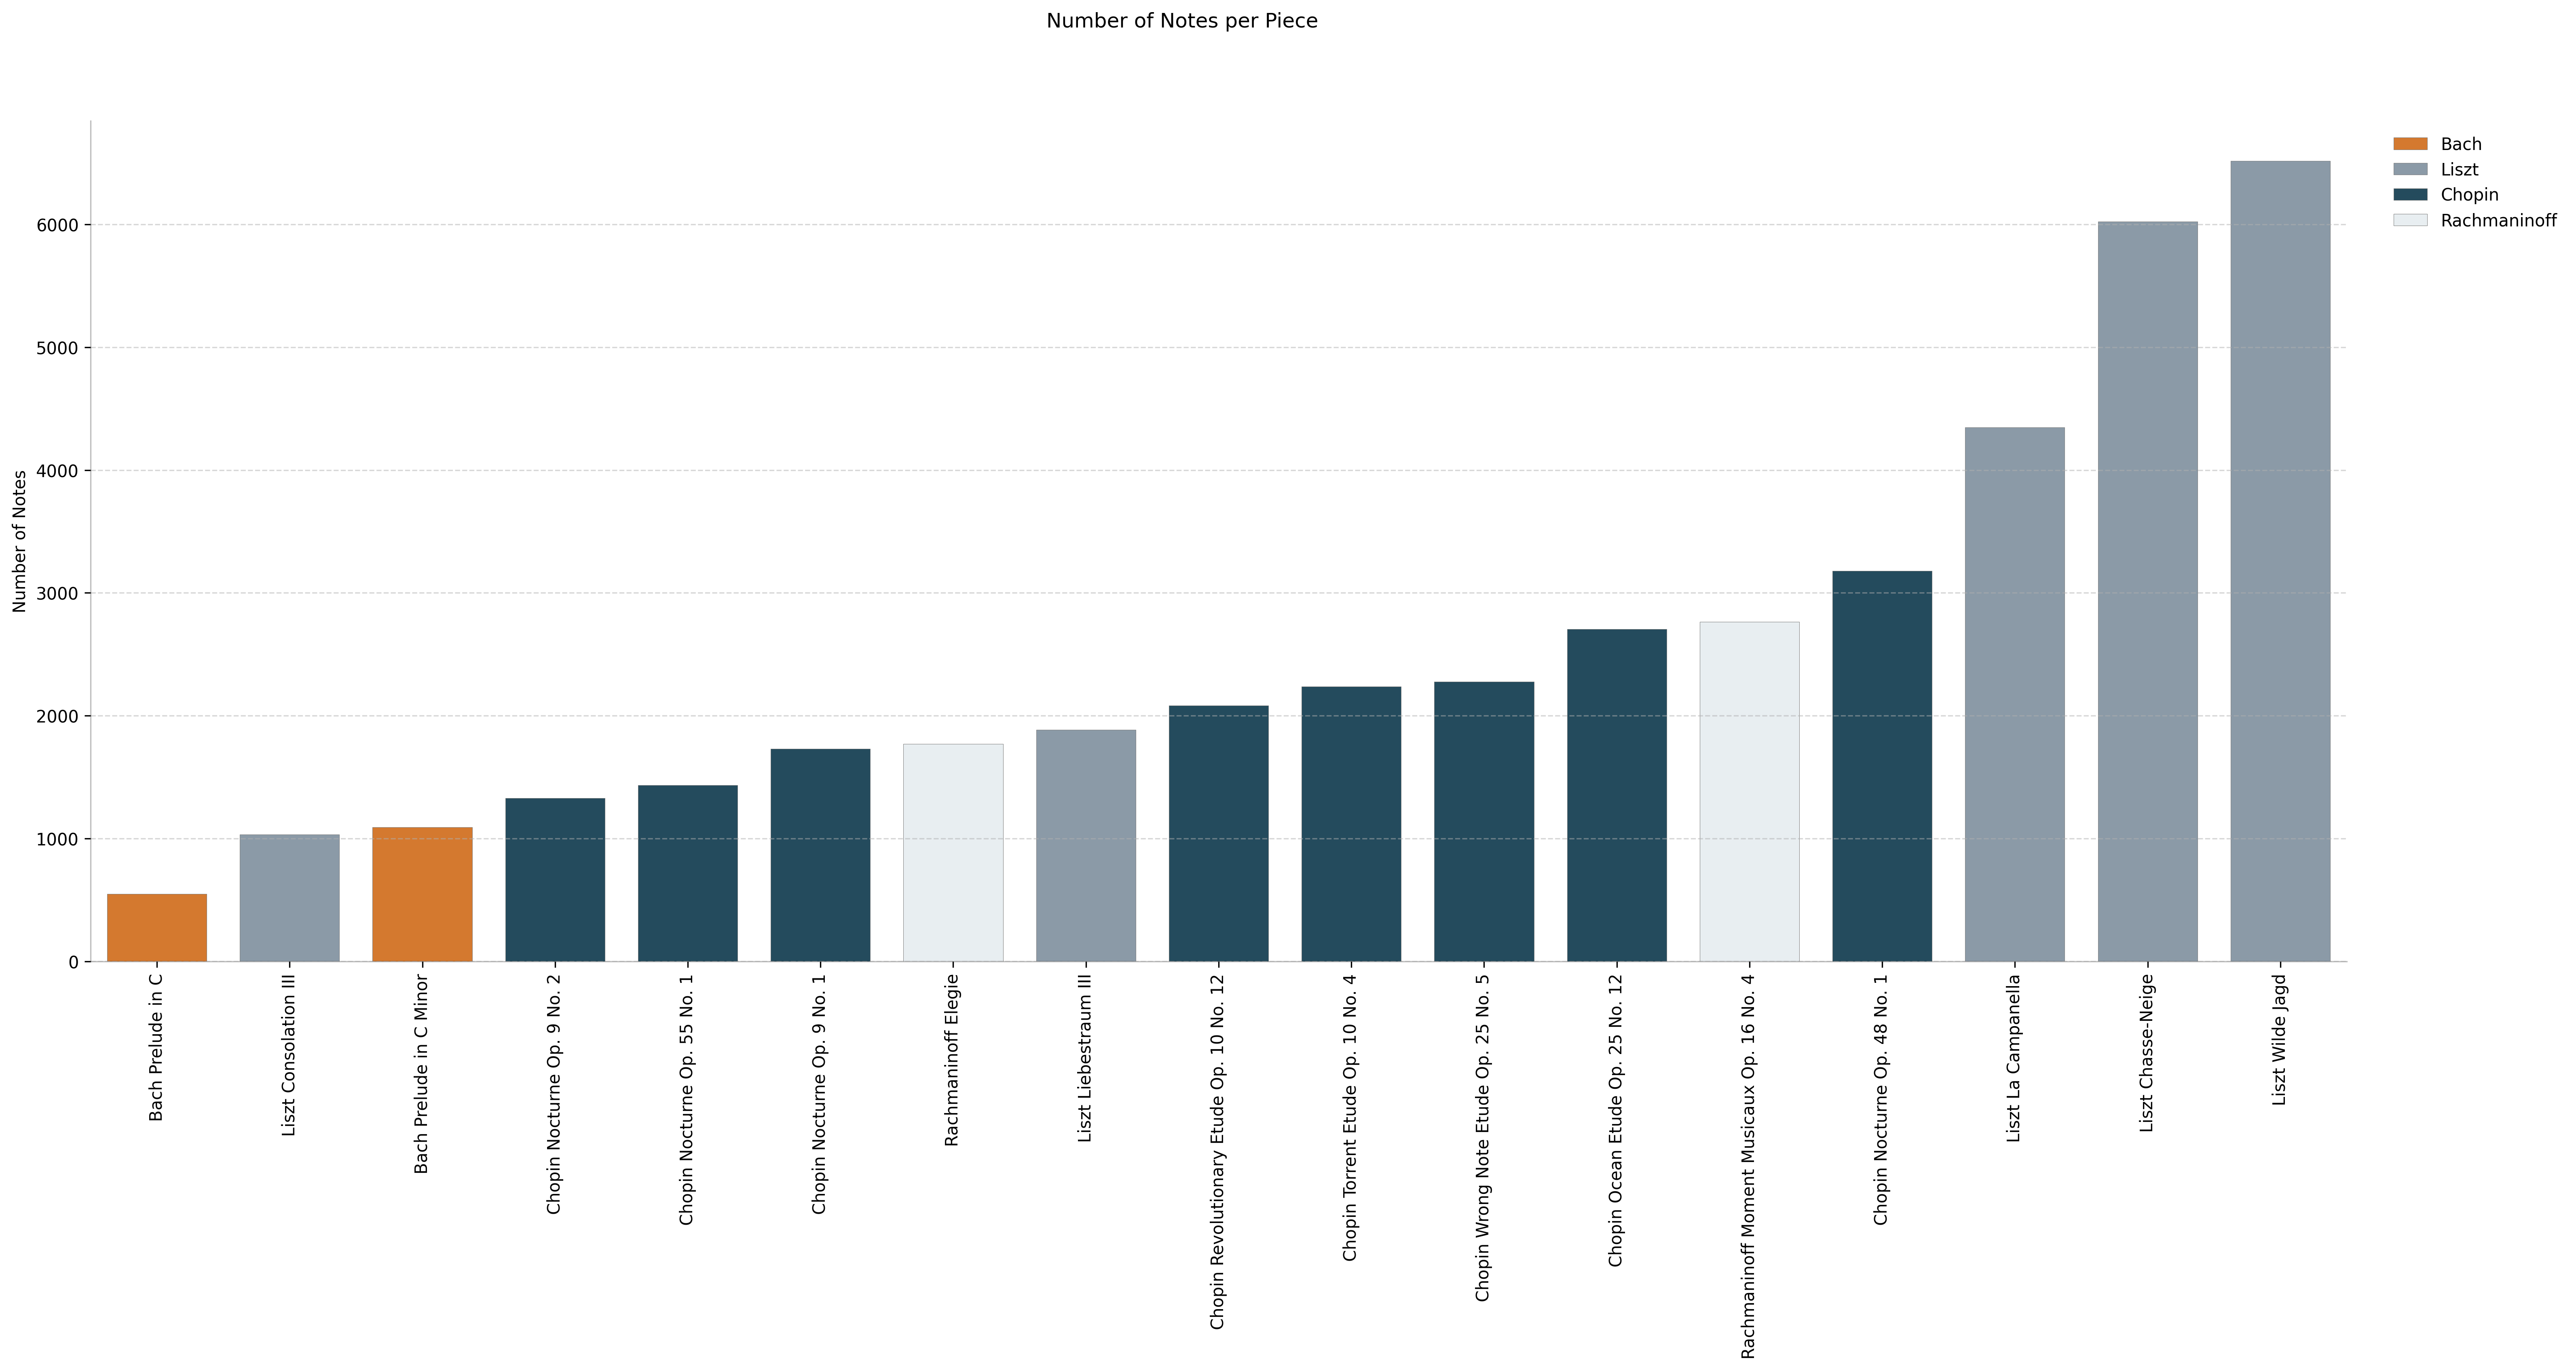 Number of Notes per Piece
Bach
Liszt
Chopin
Rachmaninoff
Number of Notes
6000
5000
4000
3000
2000
1000
0
Bach Prelude in C
Liszt Consolation III
Bach Prelude in C Minor
Chopin Nocturne Op. 9 No. 2
Chopin Nocturne Op. 55 No. 1
Chopin Nocturne Op. 9 No. 1
Rachmaninoff Elegie
Liszt Liebestraum III
Chopin Revolutionary Etude Op. 10 No. 12
Chopin Torrent Etude Op. 10 No. 4
Chopin Wrong Note Etude Op. 25 No. 5
Chopin Ocean Etude Op. 25 No. 12
Rachmaninoff Moment Musicaux Op. 16 No. 4
Chopin Nocturne Op. 48 No. 1
Liszt La Campanella
Liszt Chasse-Neige
Liszt Wilde Jagd